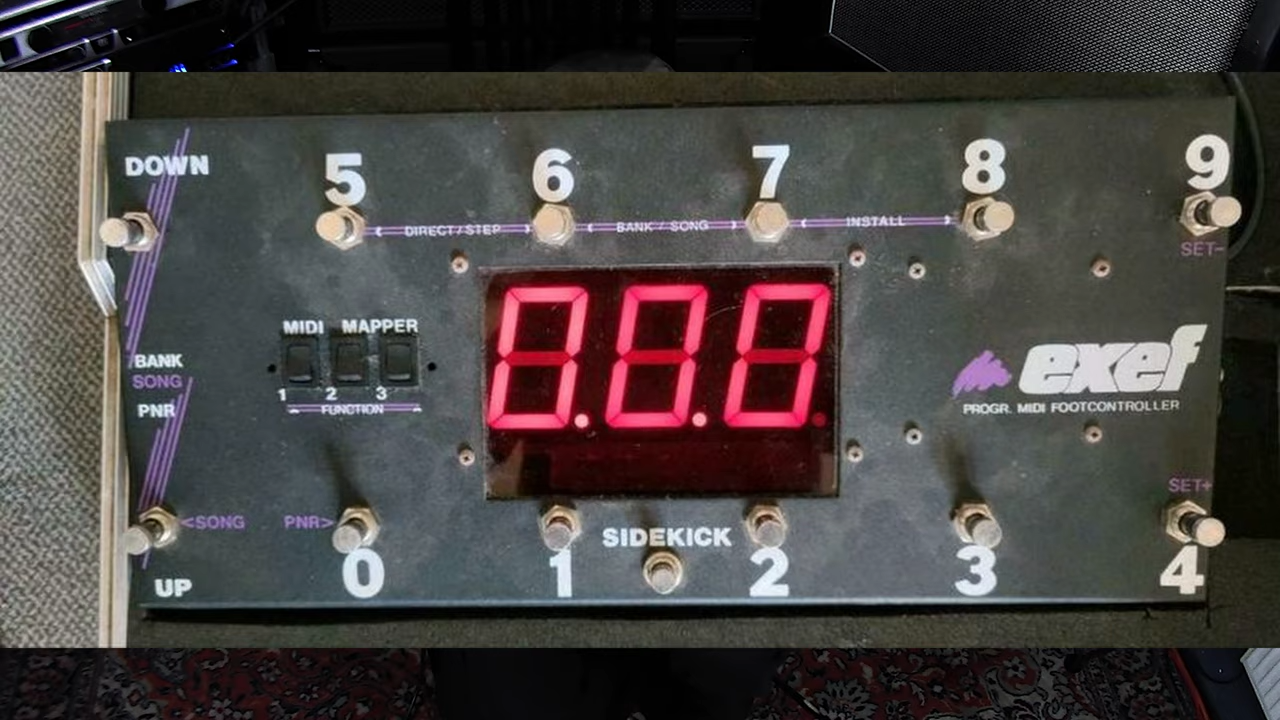 DOWN
5
6
7
8
9
DIRECT / STEP
BANK / SONG
INSTALL
SET-
MIDI MAPPER
1 2 3
FUNCTION
BANK
SONG
PNR
8.8.8.
exef
PROGR. MIDI FOOTCONTROLLER
SET+
<SONG
PNR>
SIDEKICK
UP
0
1
2
3
4